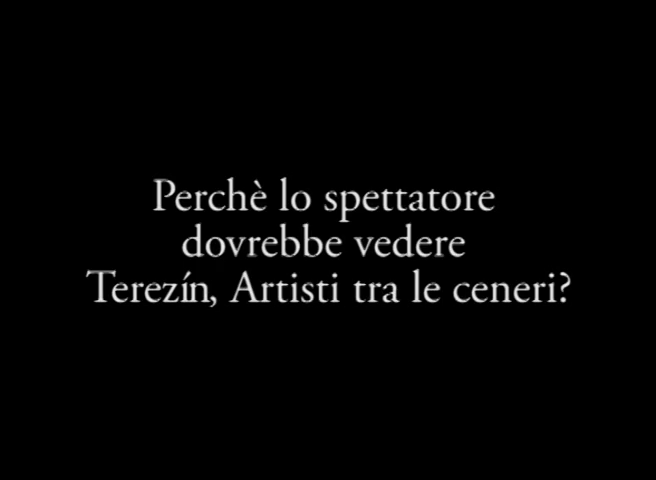 Perchè lo spettatore
dovrebbe vedere
Terezín, Artisti tra le ceneri?